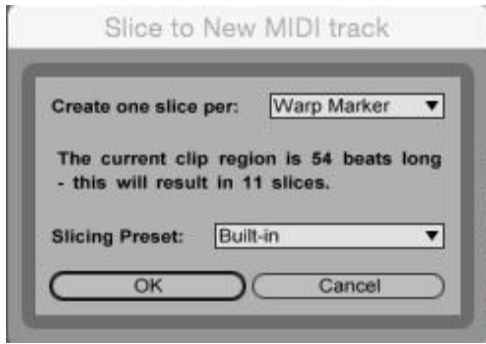 Slice to New MIDI track
Create one slice per: Warp Marker
The current clip region is 54 beats long
- this will result in 11 slices.
Slicing Preset: Built-in
OK Cancel